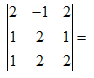 |2 −1 2|
|1 2 1| =
|1 2 2|